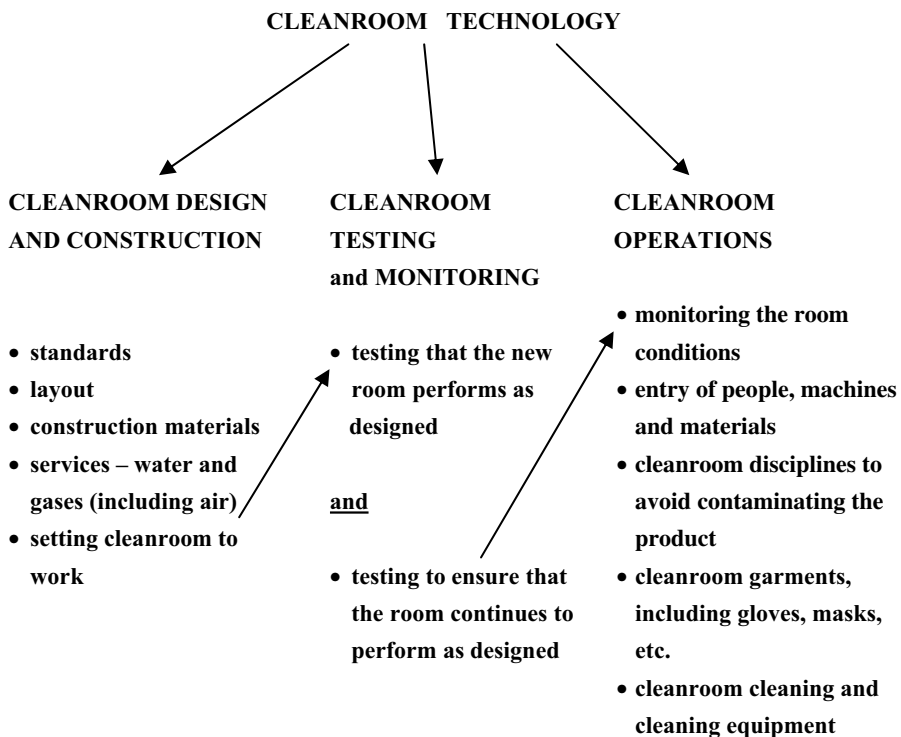 CLEANROOM TECHNOLOGY
CLEANROOM DESIGN
AND CONSTRUCTION
• standards
• layout
• construction materials
• services – water and
gases (including air)
• setting cleanroom to
work
CLEANROOM
TESTING
and MONITORING
• testing that the new
room performs as
designed
and
• testing to ensure that
the room continues to
perform as designed
CLEANROOM
OPERATIONS
• monitoring the room
conditions
• entry of people, machines
and materials
• cleanroom disciplines to
avoid contaminating the
product
• cleanroom garments,
including gloves, masks,
etc.
• cleanroom cleaning and
cleaning equipment